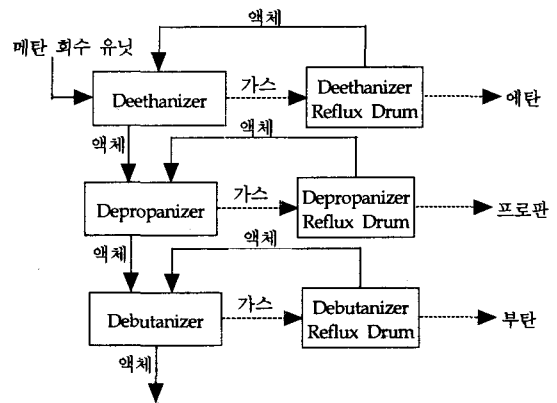 액체
메탄 회수 유닛
Deethanizer
가스
Deethanizer
Reflux Drum
에탄
액체
액체
Depropanizer
가스
Depropanizer
Reflux Drum
프로판
액체
액체
Debutanizer
가스
Debutanizer
Reflux Drum
부탄
액체